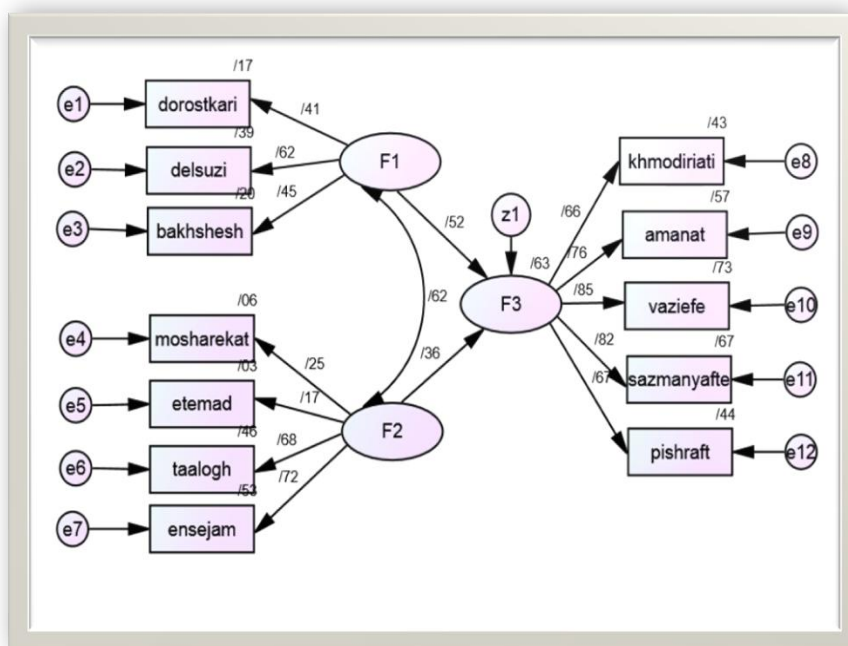 /17
e1 dorostkari /41
/39
e2 delsuzi /62 F1
/20
e3 bakhshesh /45
/52
z1
/63
F3
/62
/36
/06
e4 mosharekat /25
/03
e5 etemad /17
/46
F2
e6 taalogh /68
/53
e7 ensejam /72
/43
/66 khmodiriati e8
/57
/76 amanat e9
/73
/85 vaziefe e10
/67
/82 sazmanyafte e11
/44
/67 pishraft e12